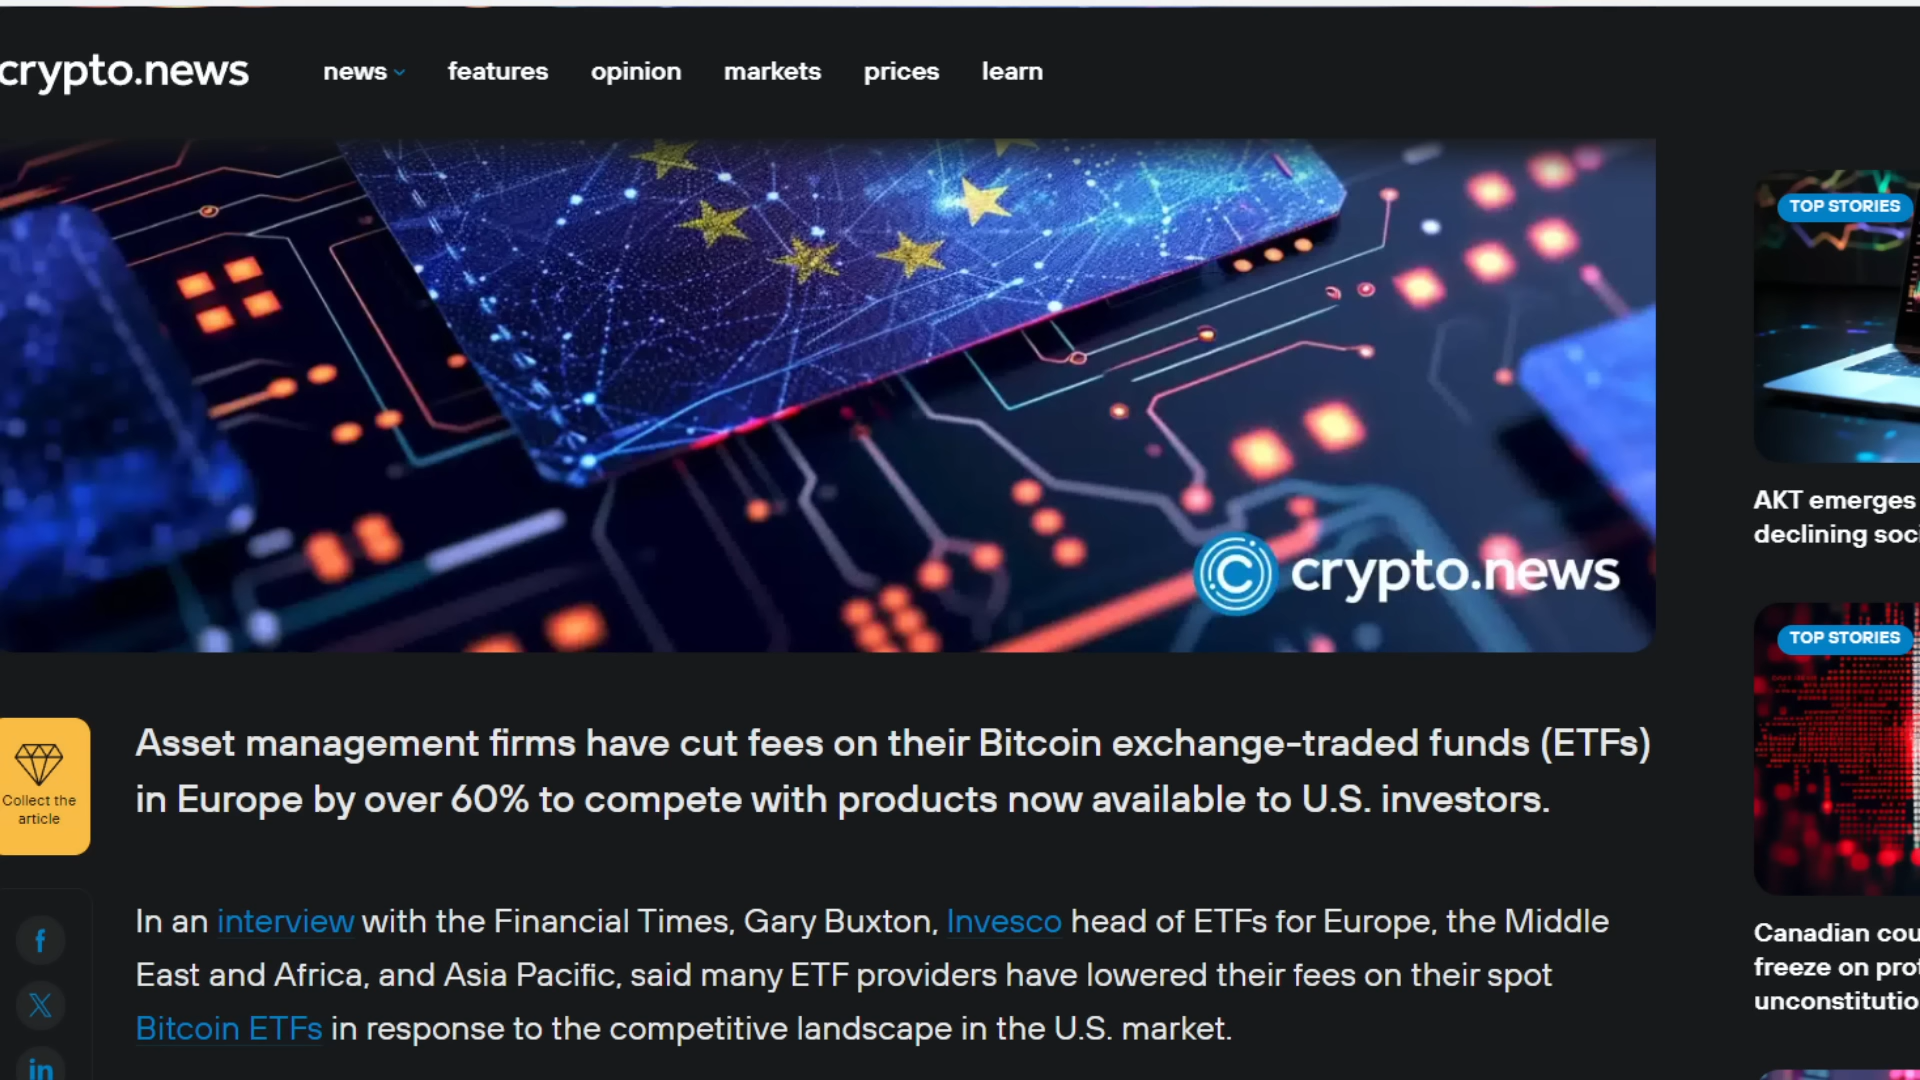 crypto.news
news
features
opinion
markets
prices
learn
crypto.news
Asset management firms have cut fees on their Bitcoin exchange-traded funds (ETFs)
in Europe by over 60% to compete with products now available to U.S. investors.
In an interview with the Financial Times, Gary Buxton, Invesco head of ETFs for Europe, the Middle
East and Africa, and Asia Pacific, said many ETF providers have lowered their fees on their spot
Bitcoin ETFs in response to the competitive landscape in the U.S. market.
Collect the
article
TOP STORIES
AKT emerges
declining soc
TOP STORIES
Canadian cou
freeze on pro
unconstitutio